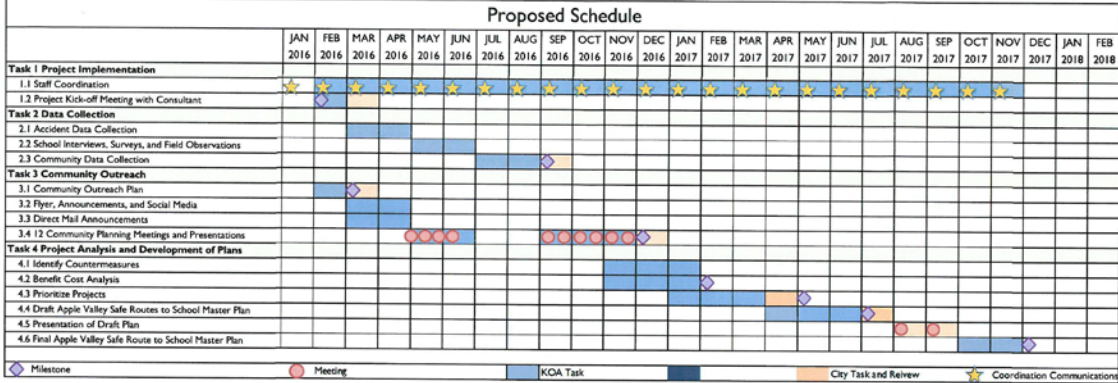 Proposed Schedule
JAN FEB MAR APR MAY JUN JUL AUG SEP OCT NOV DEC JAN FEB MAR APR MAY JUN JUL AUG SEP OCT NOV DEC JAN FEB
2016 2016 2016 2016 2016 2016 2016 2016 2016 2016 2016 2016 2017 2017 2017 2017 2017 2017 2017 2017 2017 2017 2017 2017 2018 2018
Task 1 Project Implementation
1.1 Staff Coordination
1.2 Project Kick-off Meeting with Consultant
Task 2 Data Collection
2.1 Accident Data Collection
2.2 School Interviews, Surveys, and Field Observations
2.3 Community Data Collection
Task 3 Community Outreach
3.1 Community Outreach Plan
3.2 Flyer, Announcements, and Social Media
3.3 Direct Mail Announcements
3.4 12 Community Planning Meetings and Presentations
Task 4 Project Analysis and Development of Plans
4.1 Identify Countermeasures
4.2 Benefit Cost Analysis
4.3 Prioritize Projects
4.4 Draft Apple Valley Safe Routes to School Master Plan
4.5 Presentation of Draft Plan
4.6 Final Apple Valley Safe Route to School Master Plan
Milestone Meeting KOA Task City Task and Reivew Coordination Communications